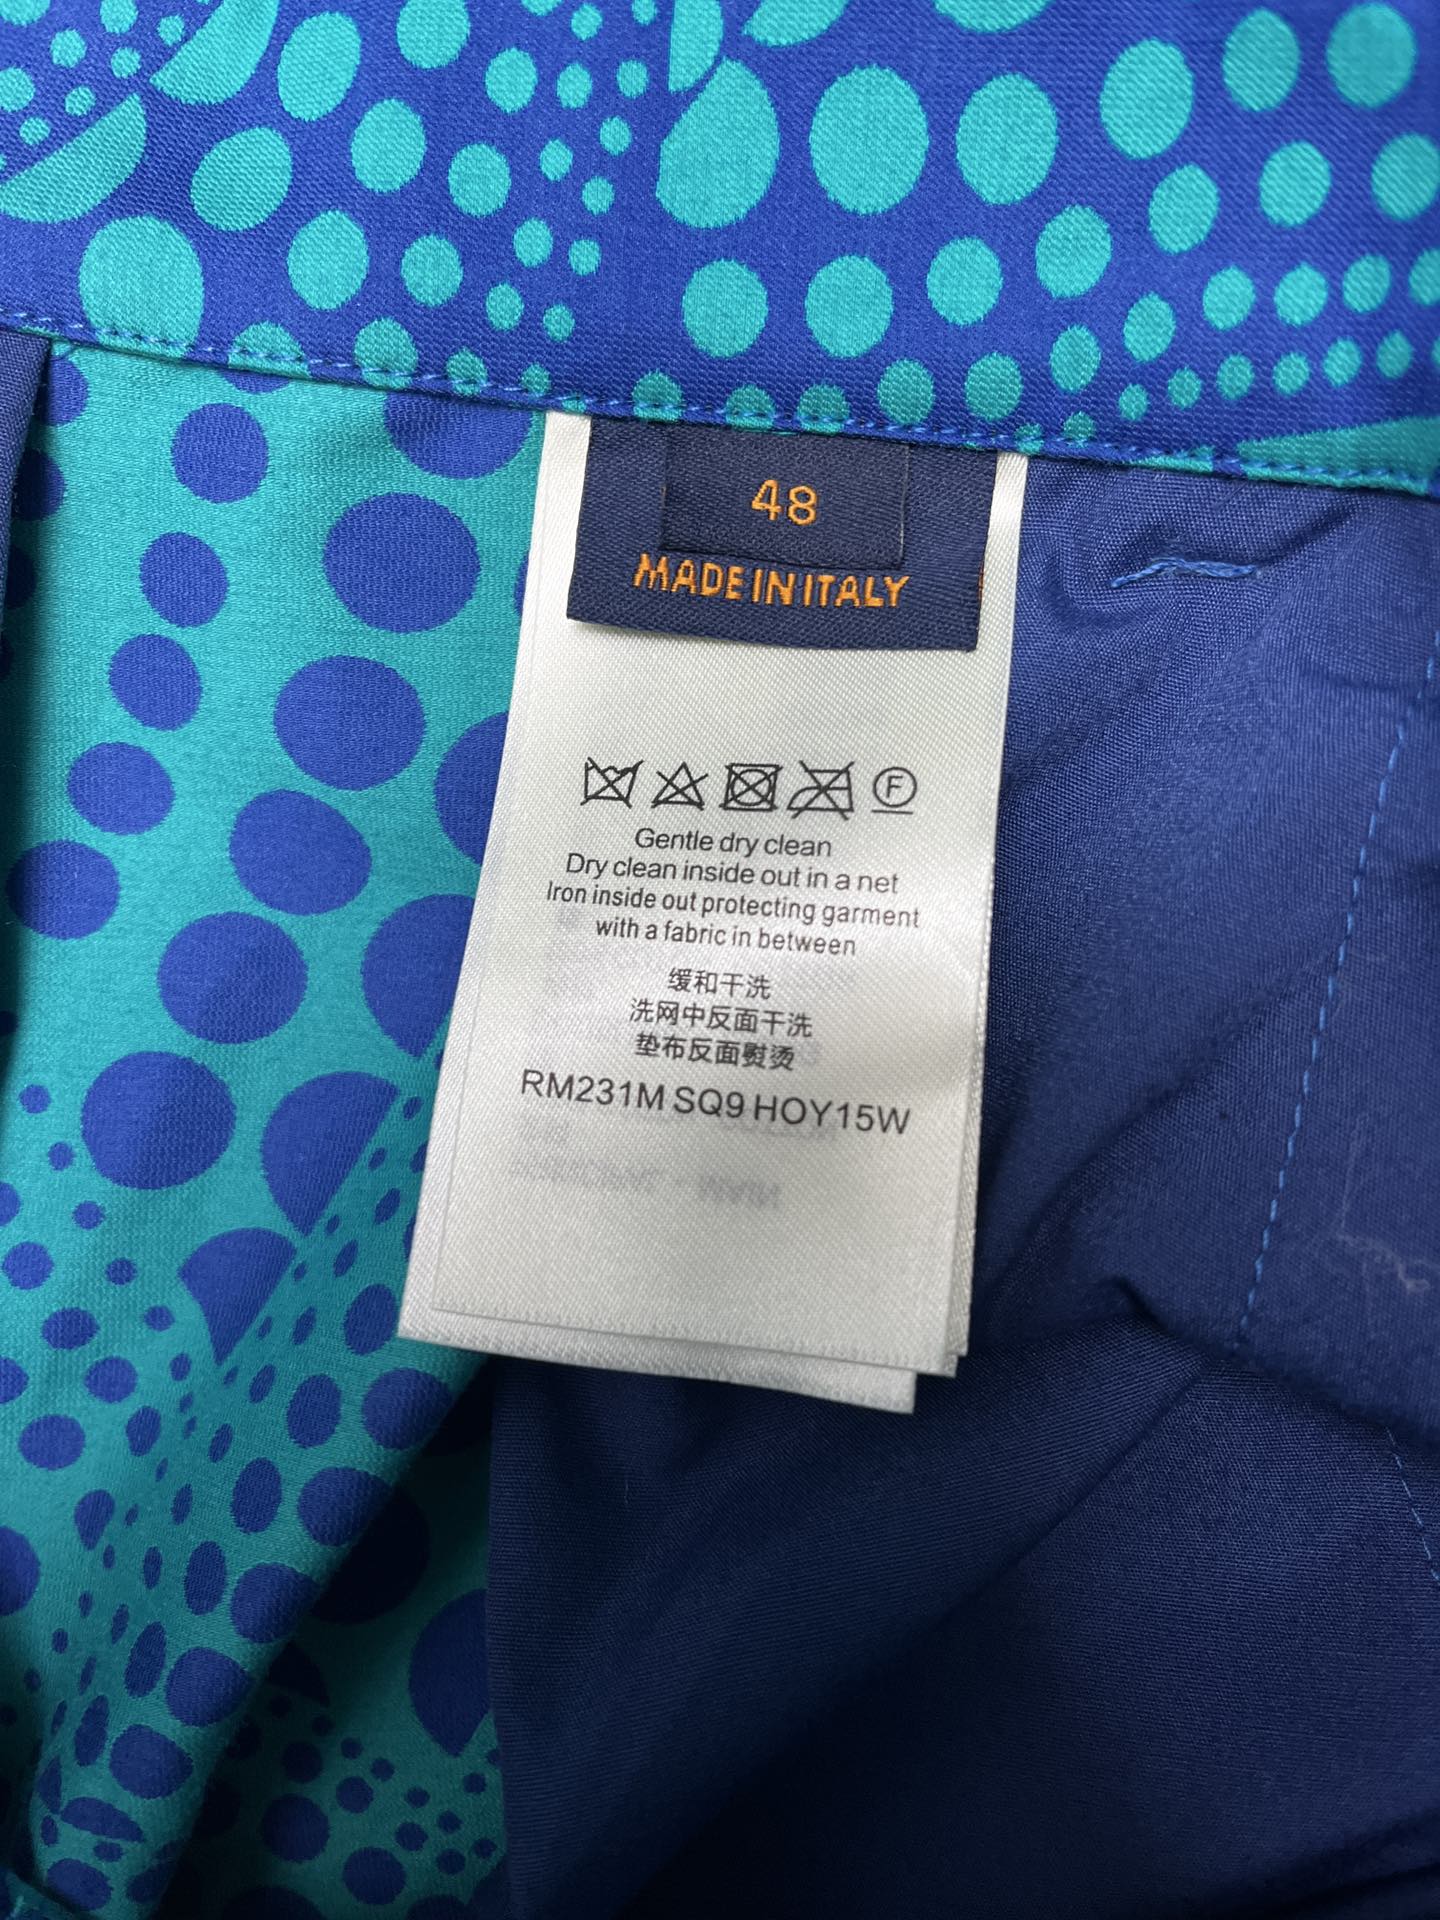 48
MADE IN ITALY
F
Gentle dry clean
Dry clean inside out in a net
Iron inside out protecting garment
with a fabric in between
缓和干洗
洗网中反面干洗
垫布反面熨烫
RM231M SQ9 HOY15W